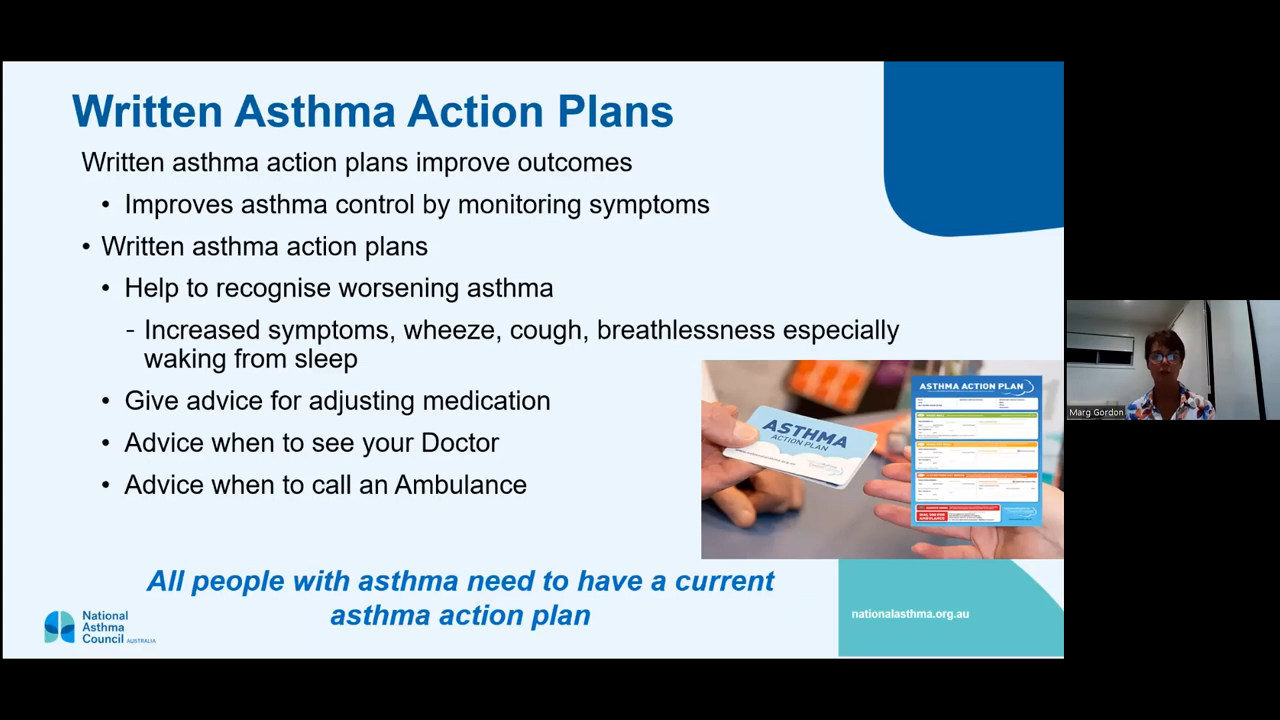 Written Asthma Action Plans
Written asthma action plans improve outcomes
• Improves asthma control by monitoring symptoms
• Written asthma action plans
• Help to recognise worsening asthma
- Increased symptoms, wheeze, cough, breathlessness especially
waking from sleep
• Give advice for adjusting medication
• Advice when to see your Doctor
• Advice when to call an Ambulance
ASTHMA
ACTION PLAN
ASTHMA ACTION PLAN
All people with asthma need to have a current
asthma action plan
National
Asthma
Council AUSTRALIA
nationalasthma.org.au
Marg Gordon